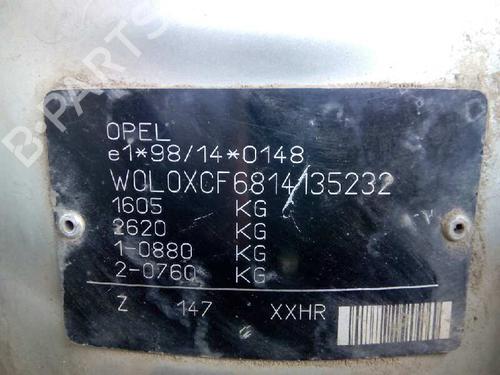 B-PARTS
OPEL
e1*98/14*0148
W0L0XCF6814135232
1605 KG
2620 KG
1-0880 KG
2-0760 KG
Z 147 XXHR